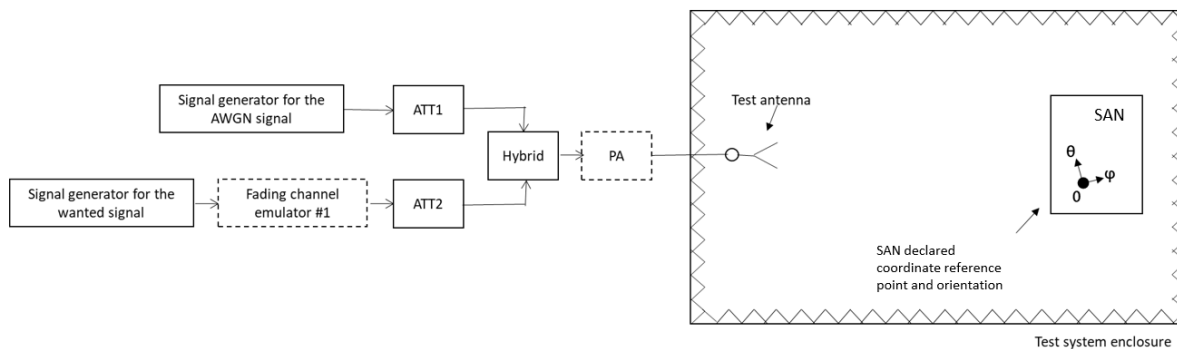 Signal generator for the
AWGN signal
ATT1
Hybrid
PA
Signal generator for the
wanted signal
Fading channel
emulator #1
ATT2
Test antenna
SAN
θ
φ
0
SAN declared
coordinate reference
point and orientation
Test system enclosure